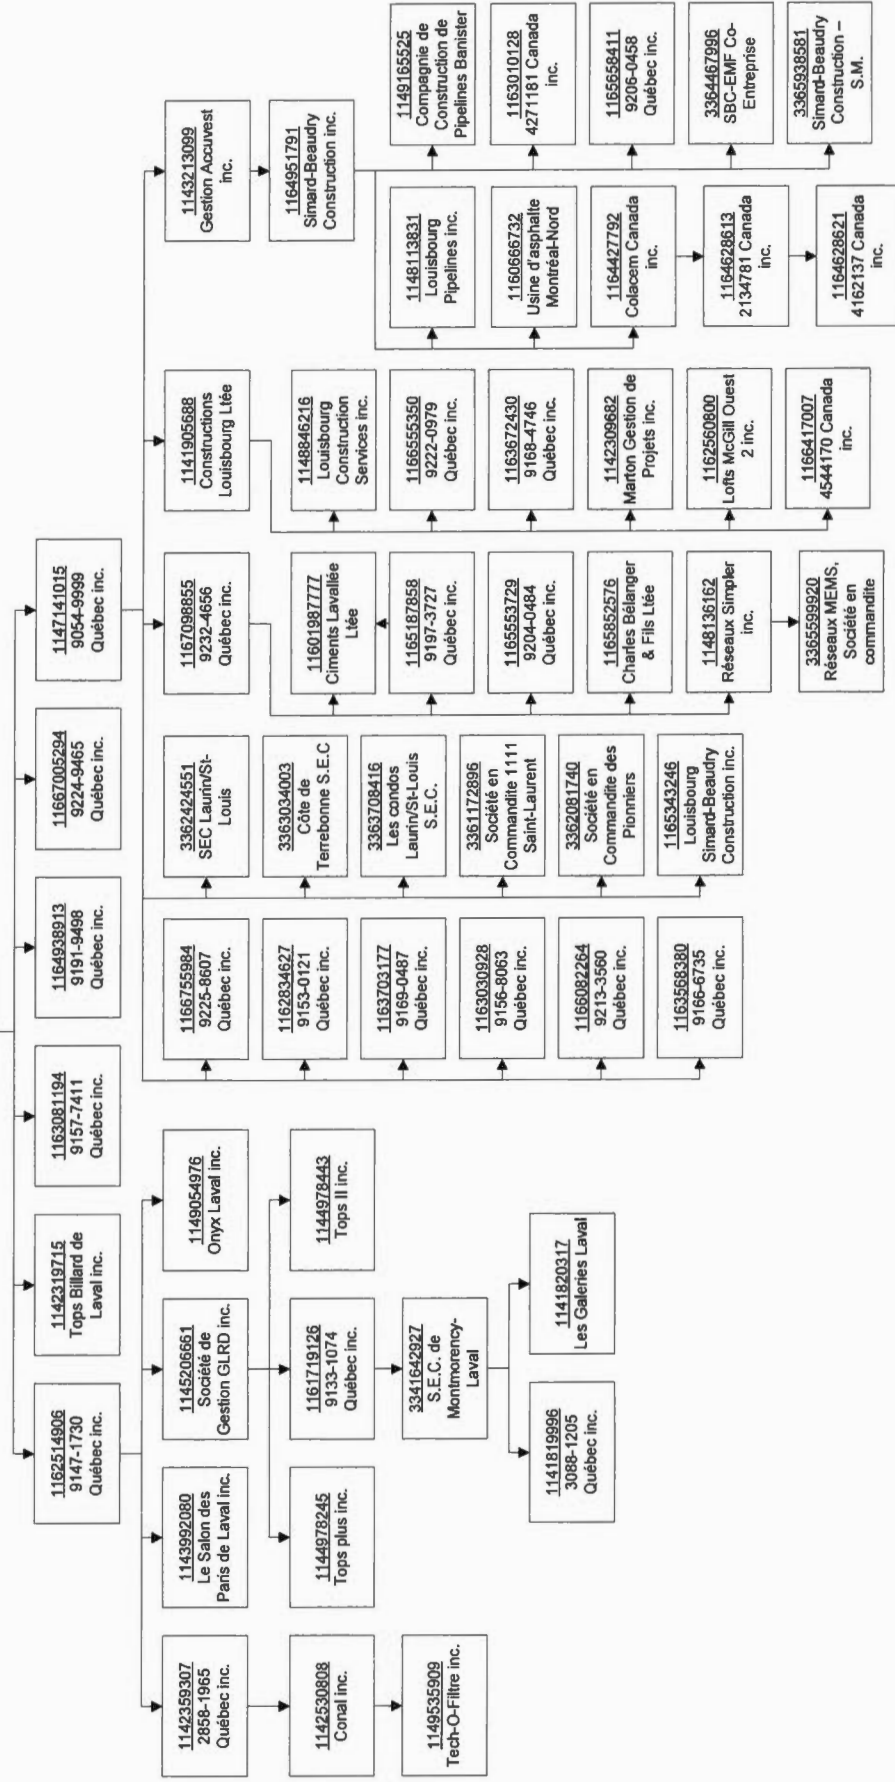 1162514906
9147-1730
Québec inc.
1142319715
Tops Billard de
Laval inc.
1163081194
9157-7411
Québec inc.
1164938913
9191-9498
Québec inc.
11667005294
9224-9465
Québec inc.
1147141015
9054-9999
Québec inc.
1142359307
2858-1965
Québec inc.
1143992080
Le Salon des
Paris de Laval inc.
1145206661
Société de
Gestion GLRD inc.
1149054976
Onyx Laval inc.
1142530808
Conal inc.
1144978245
Tops plus inc.
1161719126
9133-1074
Québec inc.
1144978443
Tops II inc.
1149535909
Tech-O-Filtre inc.
3341642927
S.E.C. de
Montmorency-
Laval
1141819996
3088-1205
Québec inc.
1141820317
Les Galeries Laval
1166755984
9225-8607
Québec inc.
1162834627
9153-0121
Québec inc.
1163703177
9169-0487
Québec inc.
1163030928
9156-8063
Québec inc.
1166082264
9213-3560
Québec inc.
1163568380
9166-6735
Québec inc.
3362424551
SEC Laurin/St-
Louis
3363034003
Côte de
Terrebonne S.E.C
3363708416
Les condos
Laurin/St-Louis
S.E.C.
3361172896
Société en
Commandite 1111
Saint-Laurent
3362081740
Société en
Commandite des
Pionniers
1165343246
Louisbourg
Simard-Beaudry
Construction inc.
1167098855
9232-4656
Québec inc.
11601987777
Ciments Lavallée
Ltée
1165187858
9197-3727
Québec inc.
1165553729
9204-0484
Québec inc.
1165852576
Charles Bélanger
& Fils Ltée
1148136162
Réseaux Simpler
inc.
3365599920
Réseaux MEMS,
Société en
commandite
1141905688
Constructions
Louisbourg Ltée
1148846216
Louisbourg
Construction
Services inc.
1166555350
9222-0979
Québec inc.
1163672430
9168-4746
Québec inc.
1142309682
Marton Gestion de
Projets inc.
1162560800
Lofts McGill Ouest
2 inc.
1166417007
4544170 Canada
inc.
1143213099
Gestion Accuvest
inc.
1164951791
Simard-Beaudry
Construction inc.
1148113831
Louisbourg
Pipelines inc.
1160666732
Usine d'asphalte
Montréal-Nord
1164427792
Colacem Canada
inc.
1164628613
2134781 Canada
inc.
1164628621
4162137 Canada
inc.
1149165525
Compagnie de
Construction de
Pipelines Banister
1163010128
4271181 Canada
inc.
1165658411
9206-0458
Québec inc.
3364467996
SBC-EMF Co-
Entreprise
3365938581
Simard-Beaudry
Construction –
S.M.